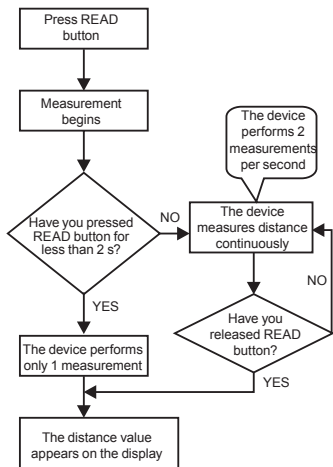 Press READ
button
Measurement
begins
The device
performs 2
measurements
per second
Have you pressed
READ button for
less than 2 s?
NO
The device
measures distance
continuously
NO
YES
Have you
released READ
button?
The device performs
only 1 measurement
YES
The distance value
appears on the display